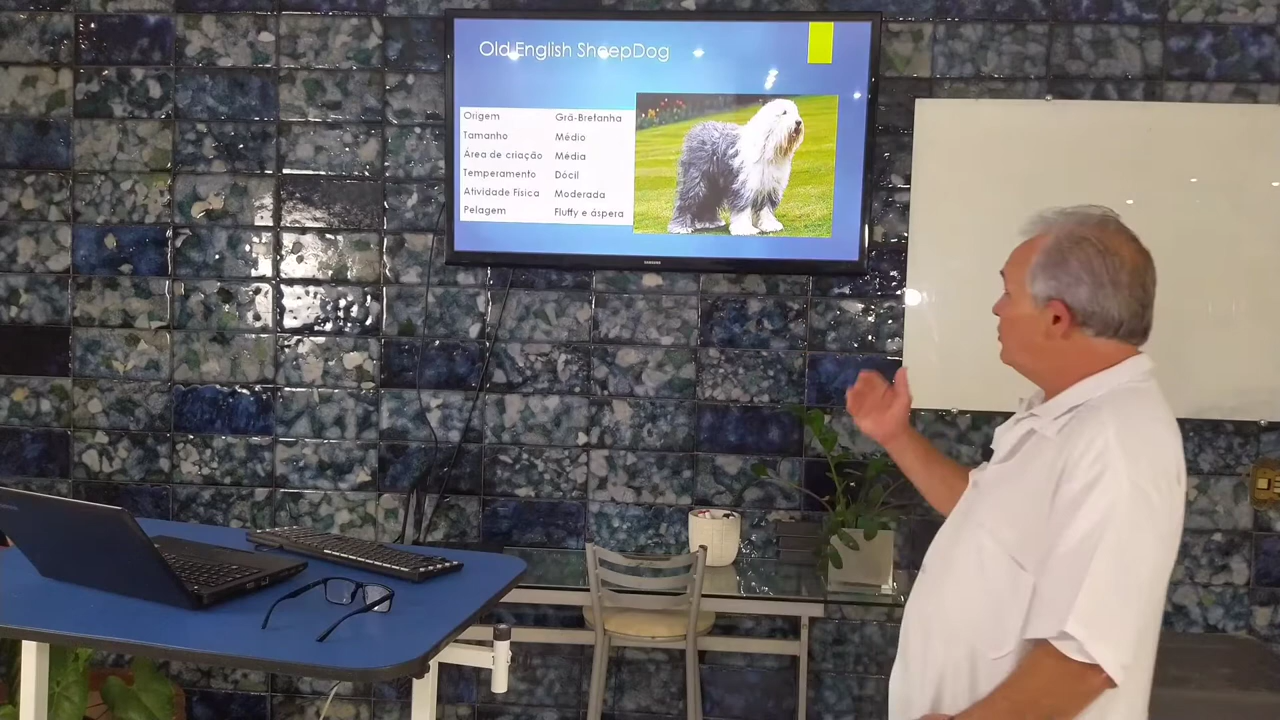 Old English SheepDog
Origem Grã-Bretanha
Tamanho Médio
Área de criação Média
Temperamento Dócil
Atividade Física Moderada
Pelagem Fluffy e áspera
SAMSUNG